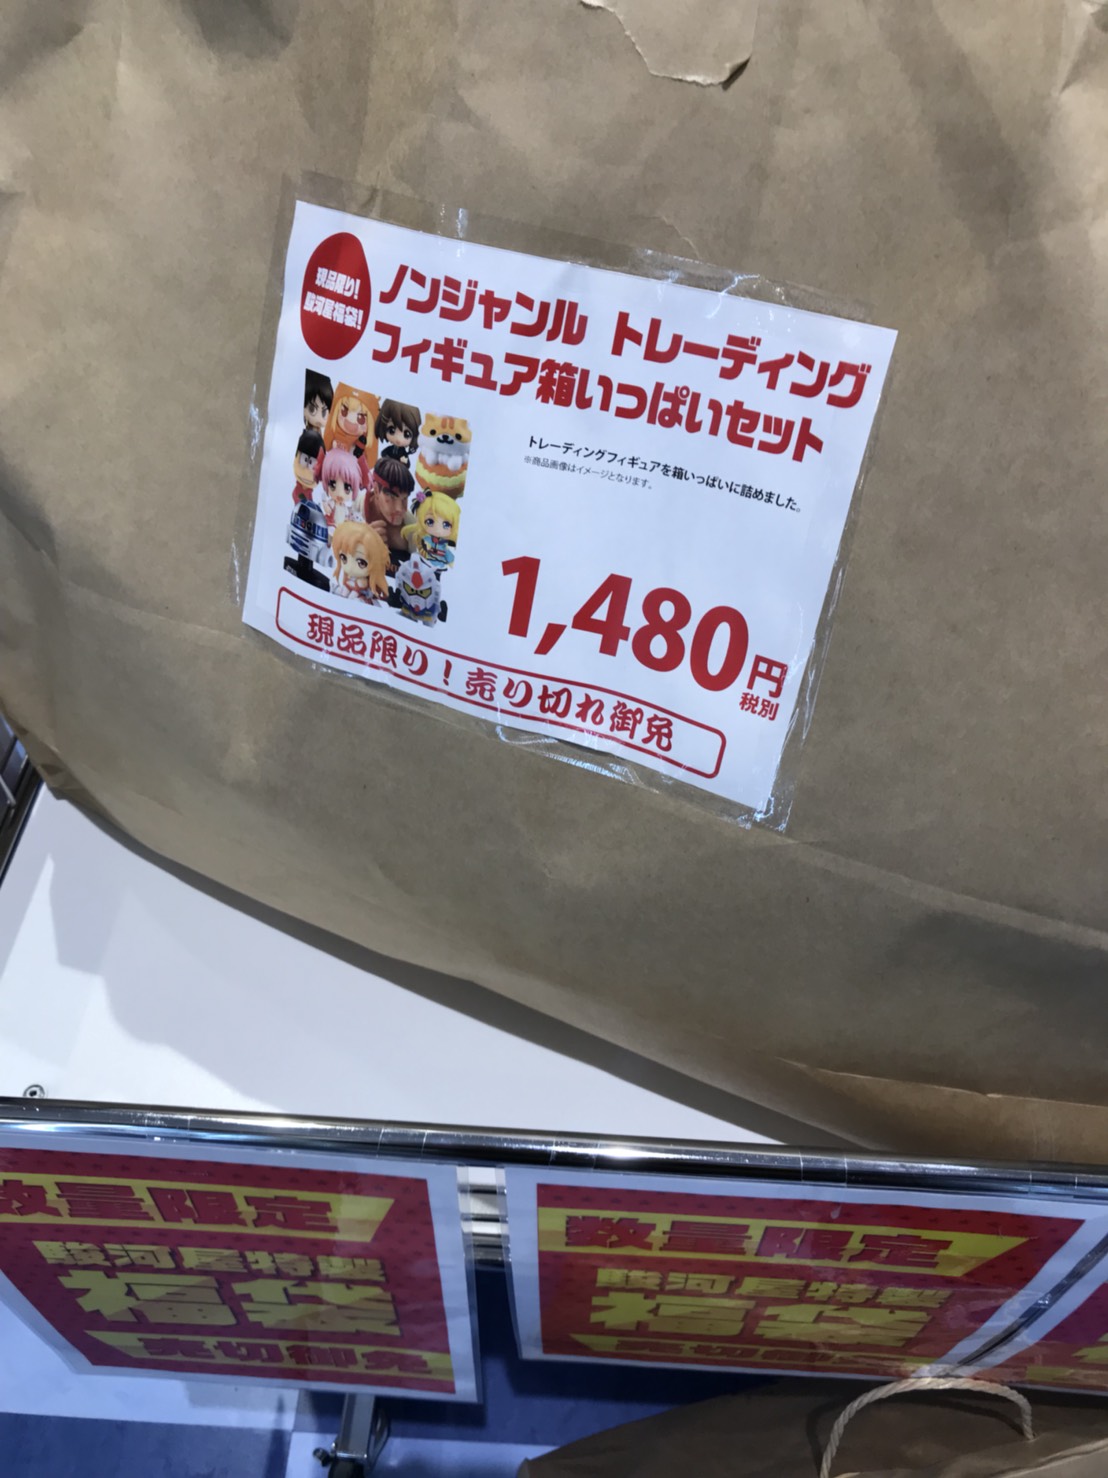 現品限り!
駿河屋福袋!
ノンジャンル トレーディング
フィギュア箱いっぱいセット
トレーディングフィギュアを箱いっぱいに詰めました。
※商品画像はイメージとなります。
1,480円
税別
現品限り!売り切れ御免
数量限定
駿河屋特製
福袋
売切御免
数量限定
駿河屋特製
福袋
売切御免